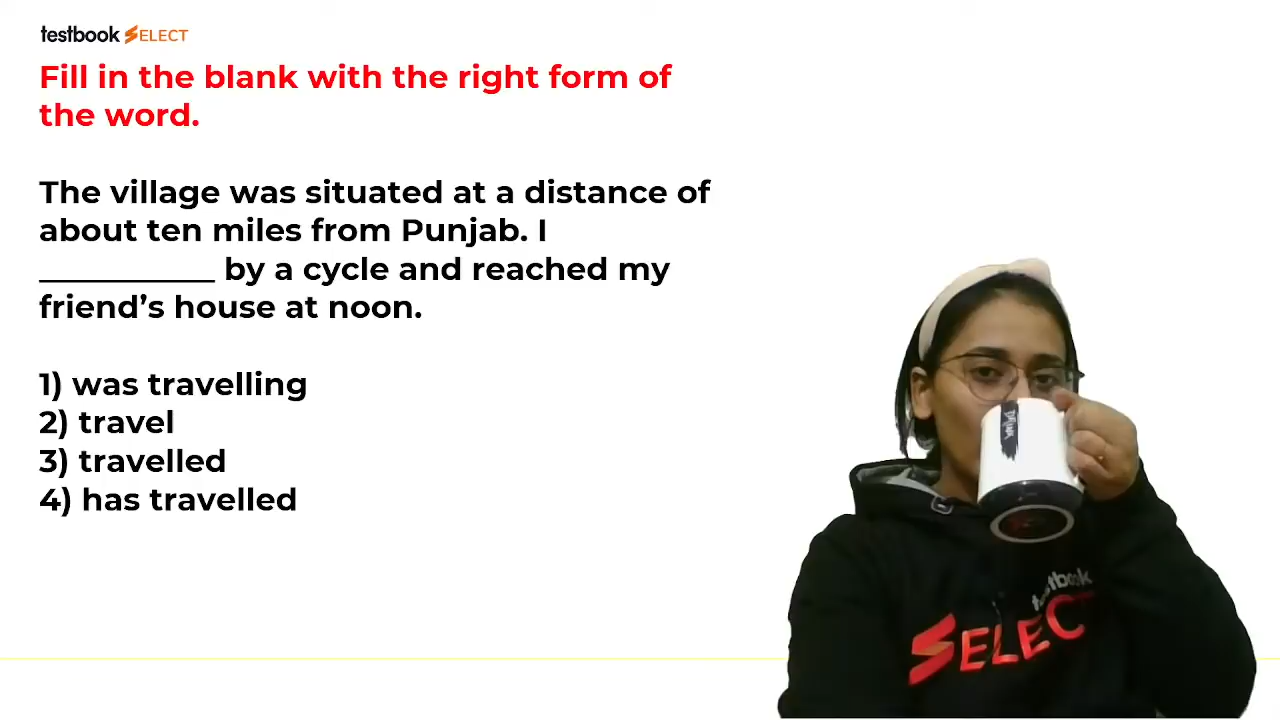 testbook SELECT
Fill in the blank with the right form of
the word.
The village was situated at a distance of
about ten miles from Punjab. I
___________ by a cycle and reached my
friend’s house at noon.
1) was travelling
2) travel
3) travelled
4) has travelled
testbook
SELECT